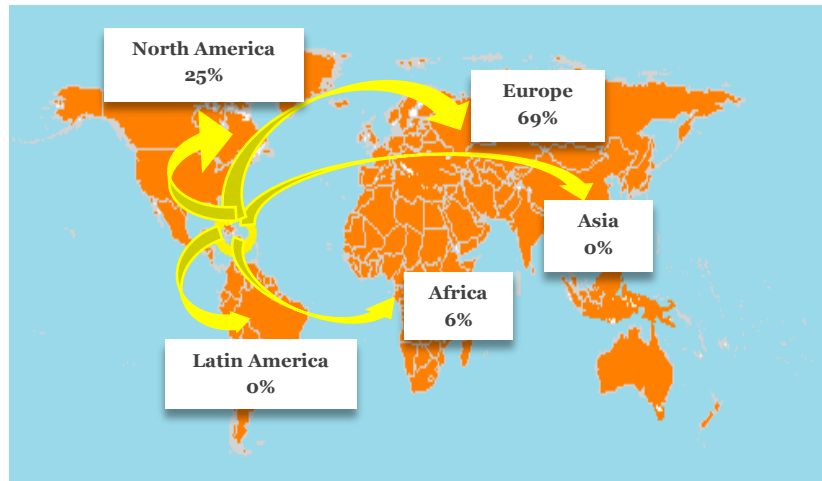 North America
25%
Europe
69%
Asia
0%
Africa
6%
Latin America
0%